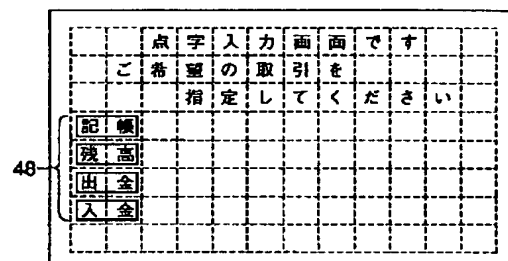 点字入力画面です
ご希望の取引を
指定してください
記帳
残高
48
出金
入金